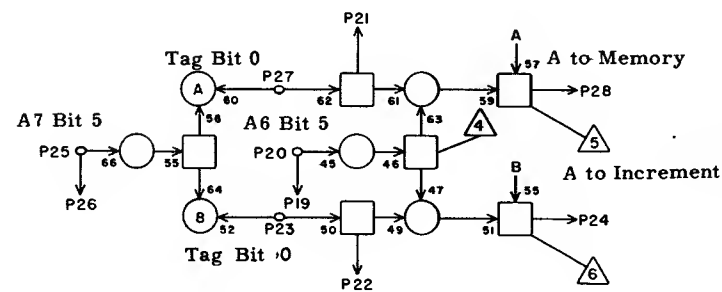 P21
Tag Bit 0
A
57
A to Memory
P27
A
60
62
61
59
P28
56
63
4
5
A7 Bit 5
A6 Bit 5
P25
66
55
P20
45
46
A to Increment
P26
64
P19
47
B
55
B
52
P23
50
49
51
P24
Tag Bit 0
P22
6